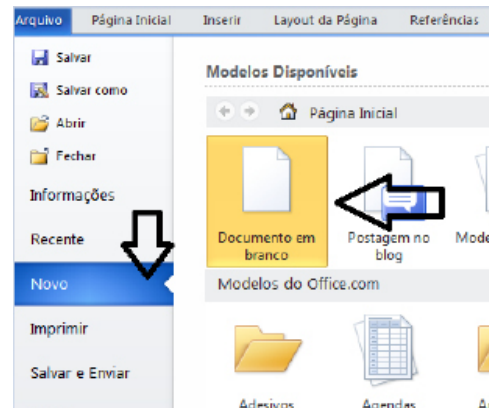 Arquivo Página Inicial Inserir Layout da Página Referências
Salvar
Salvar como
Abrir
Fechar
Informações
Recente
Novo
Imprimir
Salvar e Enviar
Modelos Disponíveis
Página Inicial
Documento em
branco
Postagem no
blog
Modelos do Office.com
Adesivos Agendas